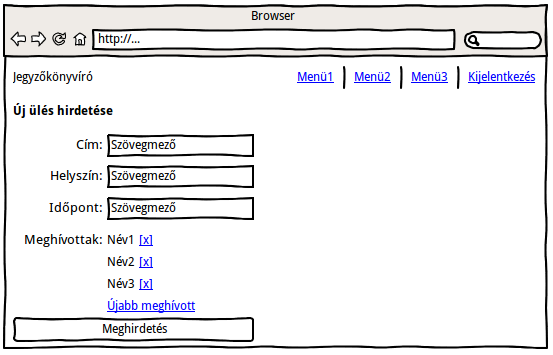 Browser
http://...
Jegyzőkönyvíró
Menü1 Menü2 Menü3 Kijelentkezés
Új ülés hirdetése
Cím: Szövegmező
Helyszín: Szövegmező
Időpont: Szövegmező
Meghívottak: Név1 [x]
Név2 [x]
Név3 [x]
Újabb meghívott
Meghirdetés